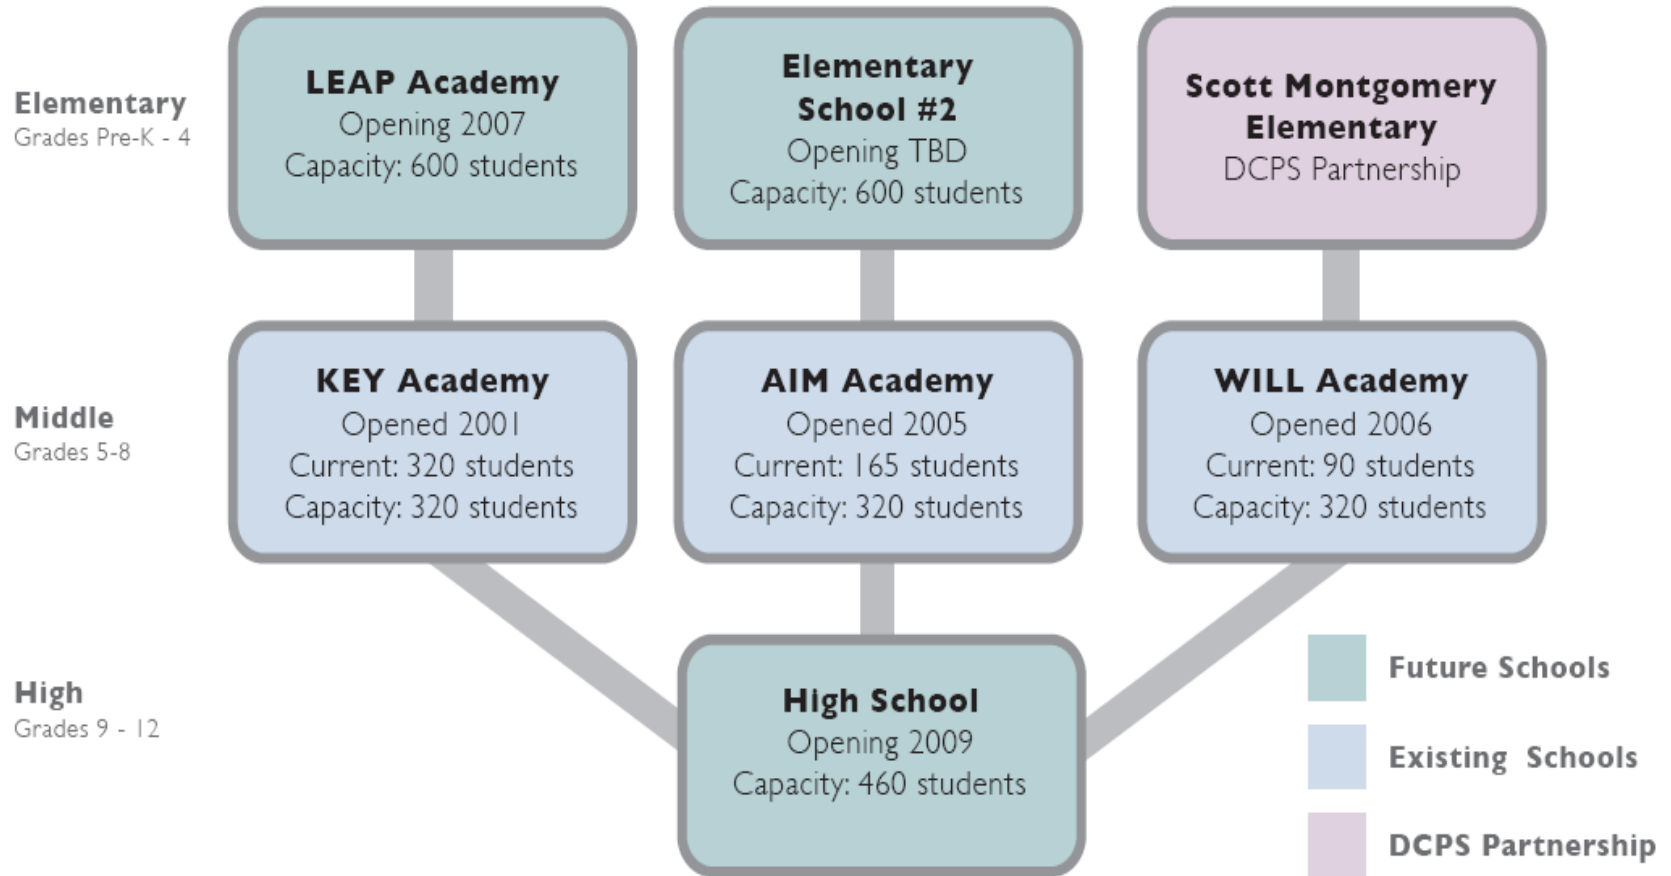 Elementary
Grades Pre-K - 4
LEAP Academy
Opening 2007
Capacity: 600 students
Elementary
School #2
Opening TBD
Capacity: 600 students
Scott Montgomery
Elementary
DCPS Partnership
Middle
Grades 5-8
KEY Academy
Opened 2001
Current: 320 students
Capacity: 320 students
AIM Academy
Opened 2005
Current: 165 students
Capacity: 320 students
WILL Academy
Opened 2006
Current: 90 students
Capacity: 320 students
High
Grades 9 - 12
High School
Opening 2009
Capacity: 460 students
Future Schools
Existing Schools
DCPS Partnership